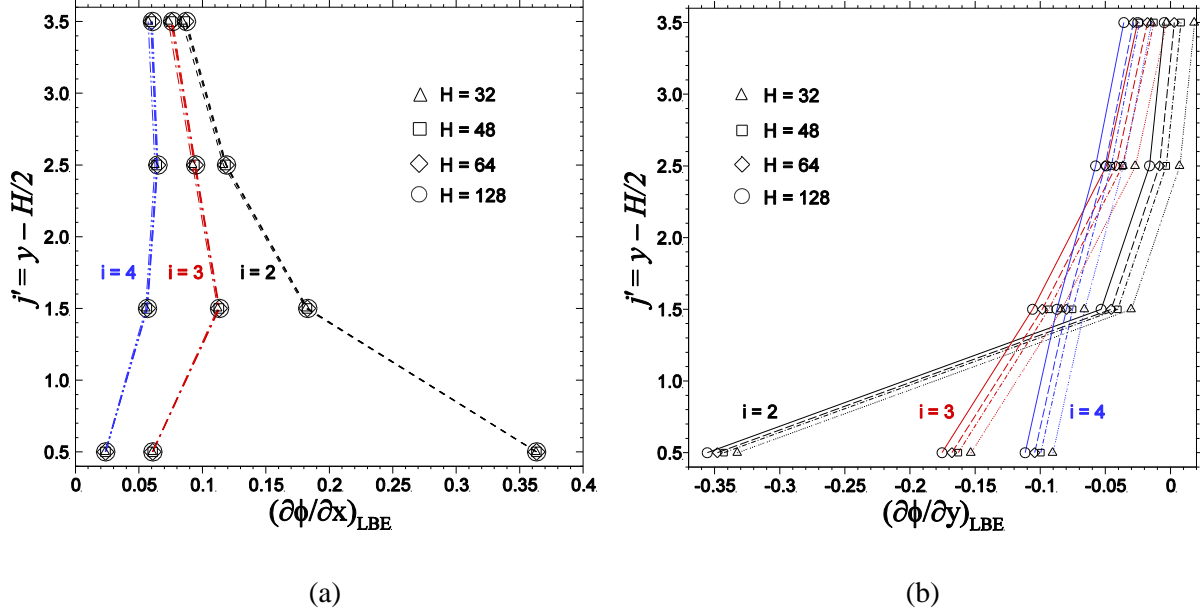 3.5
3.0
2.5
2.0
1.5
1.0
0.5
j' = y − H/2
H = 32
H = 48
H = 64
H = 128
i = 4
i = 3
i = 2
0
0.1
0.15
0.2
0.25
0.3
0.35
0.4
(∂ϕ/∂x)LBE
(a)
3.5
3.0
2.5
2.0
1.5
1.0
0.5
j' = y − H/2
H = 32
H = 48
H = 64
H = 128
i = 2
i = 3
i = 4
-0.35
-0.3
-0.25
-0.2
-0.15
-0.1
-0.05
0
(∂ϕ/∂y)LBE
(b)